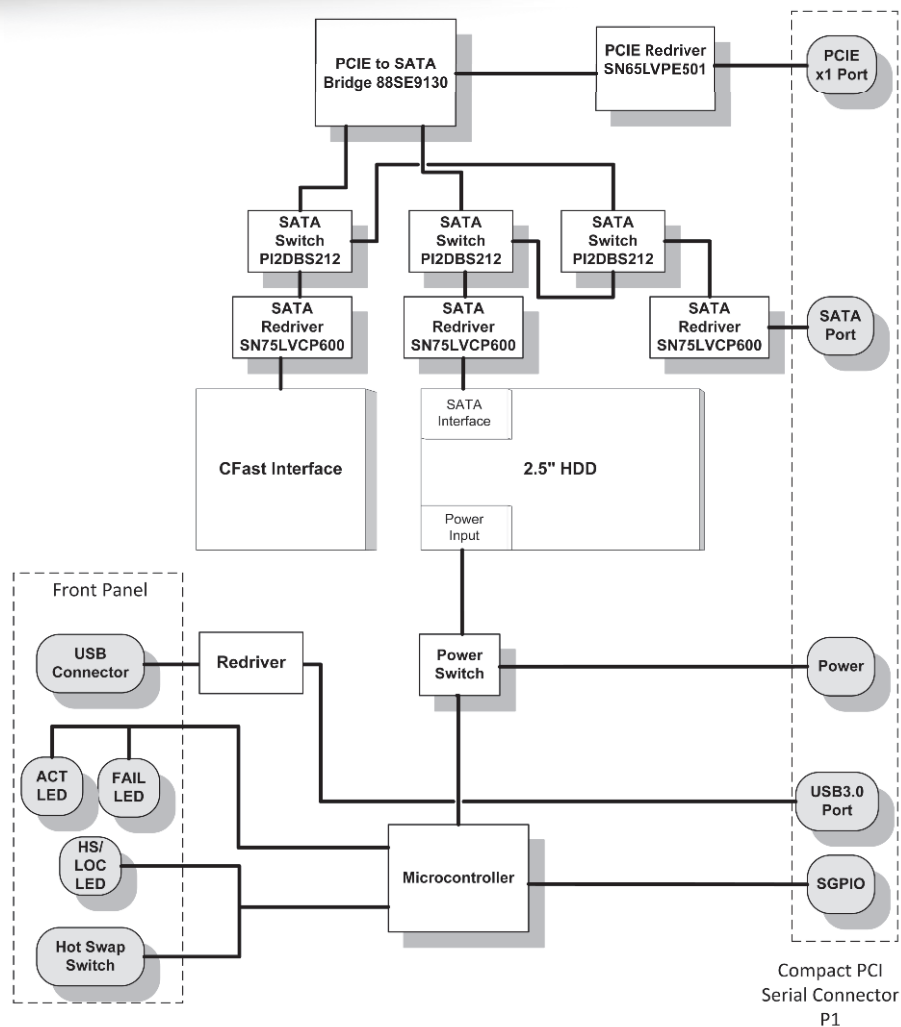 PCIE to SATA
Bridge 88SE9130
PCIE Redriver
SN65LVPE501
PCIE
x1 Port
SATA
Switch
PI2DBS212
SATA
Switch
PI2DBS212
SATA
Switch
PI2DBS212
SATA
Redriver
SN75LVCP600
SATA
Redriver
SN75LVCP600
SATA
Redriver
SN75LVCP600
SATA
Port
SATA
Interface
CFast Interface
2.5" HDD
Power
Input
Front Panel
USB
Connector
Redriver
Power
Switch
Power
ACT
LED
FAIL
LED
USB3.0
Port
HS/
LOC
LED
Microcontroller
SGPIO
Hot Swap
Switch
Compact PCI
Serial Connector
P1